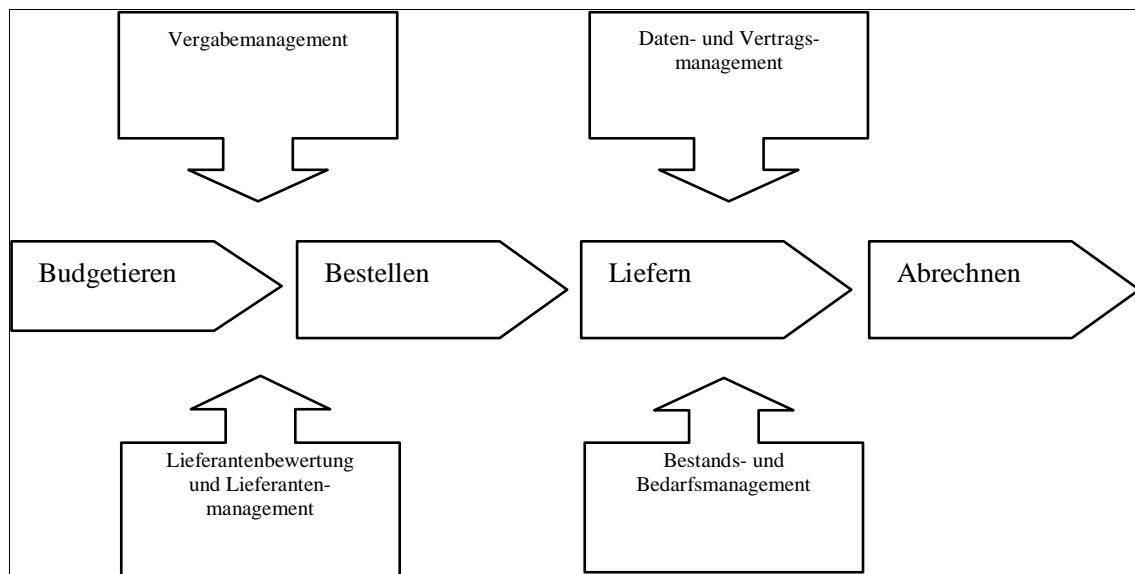 Vergabemanagement
Daten- und Vertrags-
management
Budgetieren
Bestellen
Liefern
Abrechnen
Lieferantenbewertung
und Lieferanten-
management
Bestands- und
Bedarfsmanagement